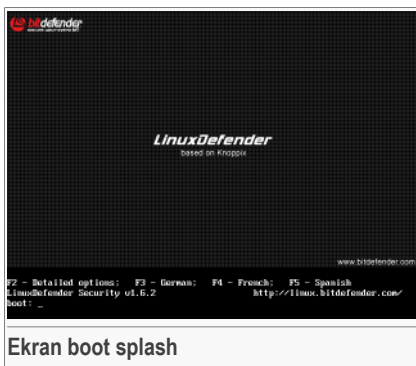 bitdefender
LinuxDefender
based on Knoppix
www.bitdefender.com
F2 - Detailed options; F3 - German; F4 - French; F5 - Spanish
LinuxDefender Security v1.6.2 http://linux.bitdefender.com/
boot: _
Ekran boot splash